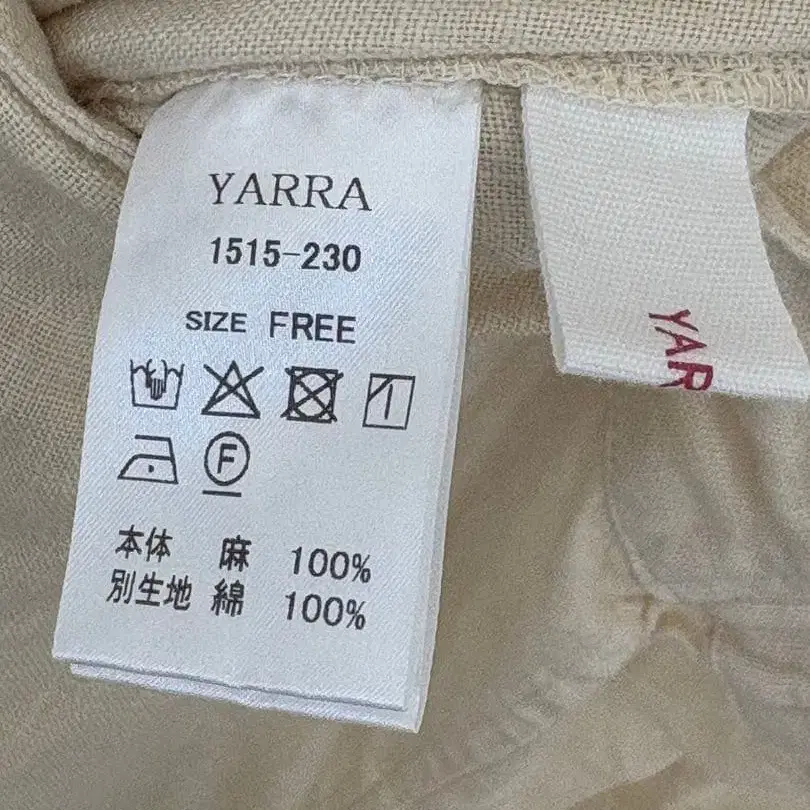 YARRA
1515-230
SIZE FREE
F
本体 麻 100%
別生地 綿 100%
YAR